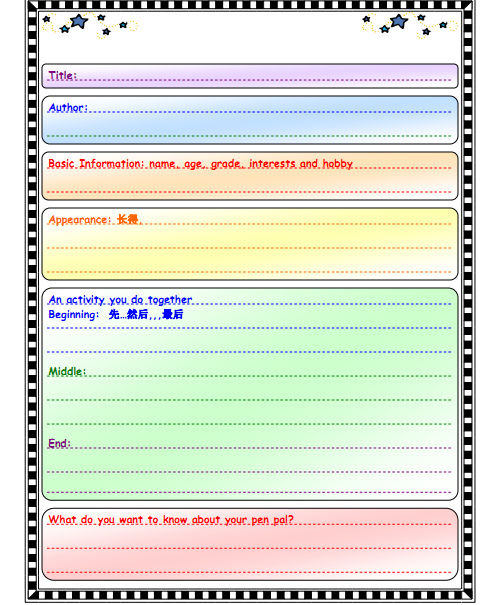 Title:
Author:
Basic Information: name, age, grade, interests and hobby
Appearance: 长得,
An activity you do together
Beginning: 先…然后,,,最后
Middle:
End:
What do you want to know about your pen pal?